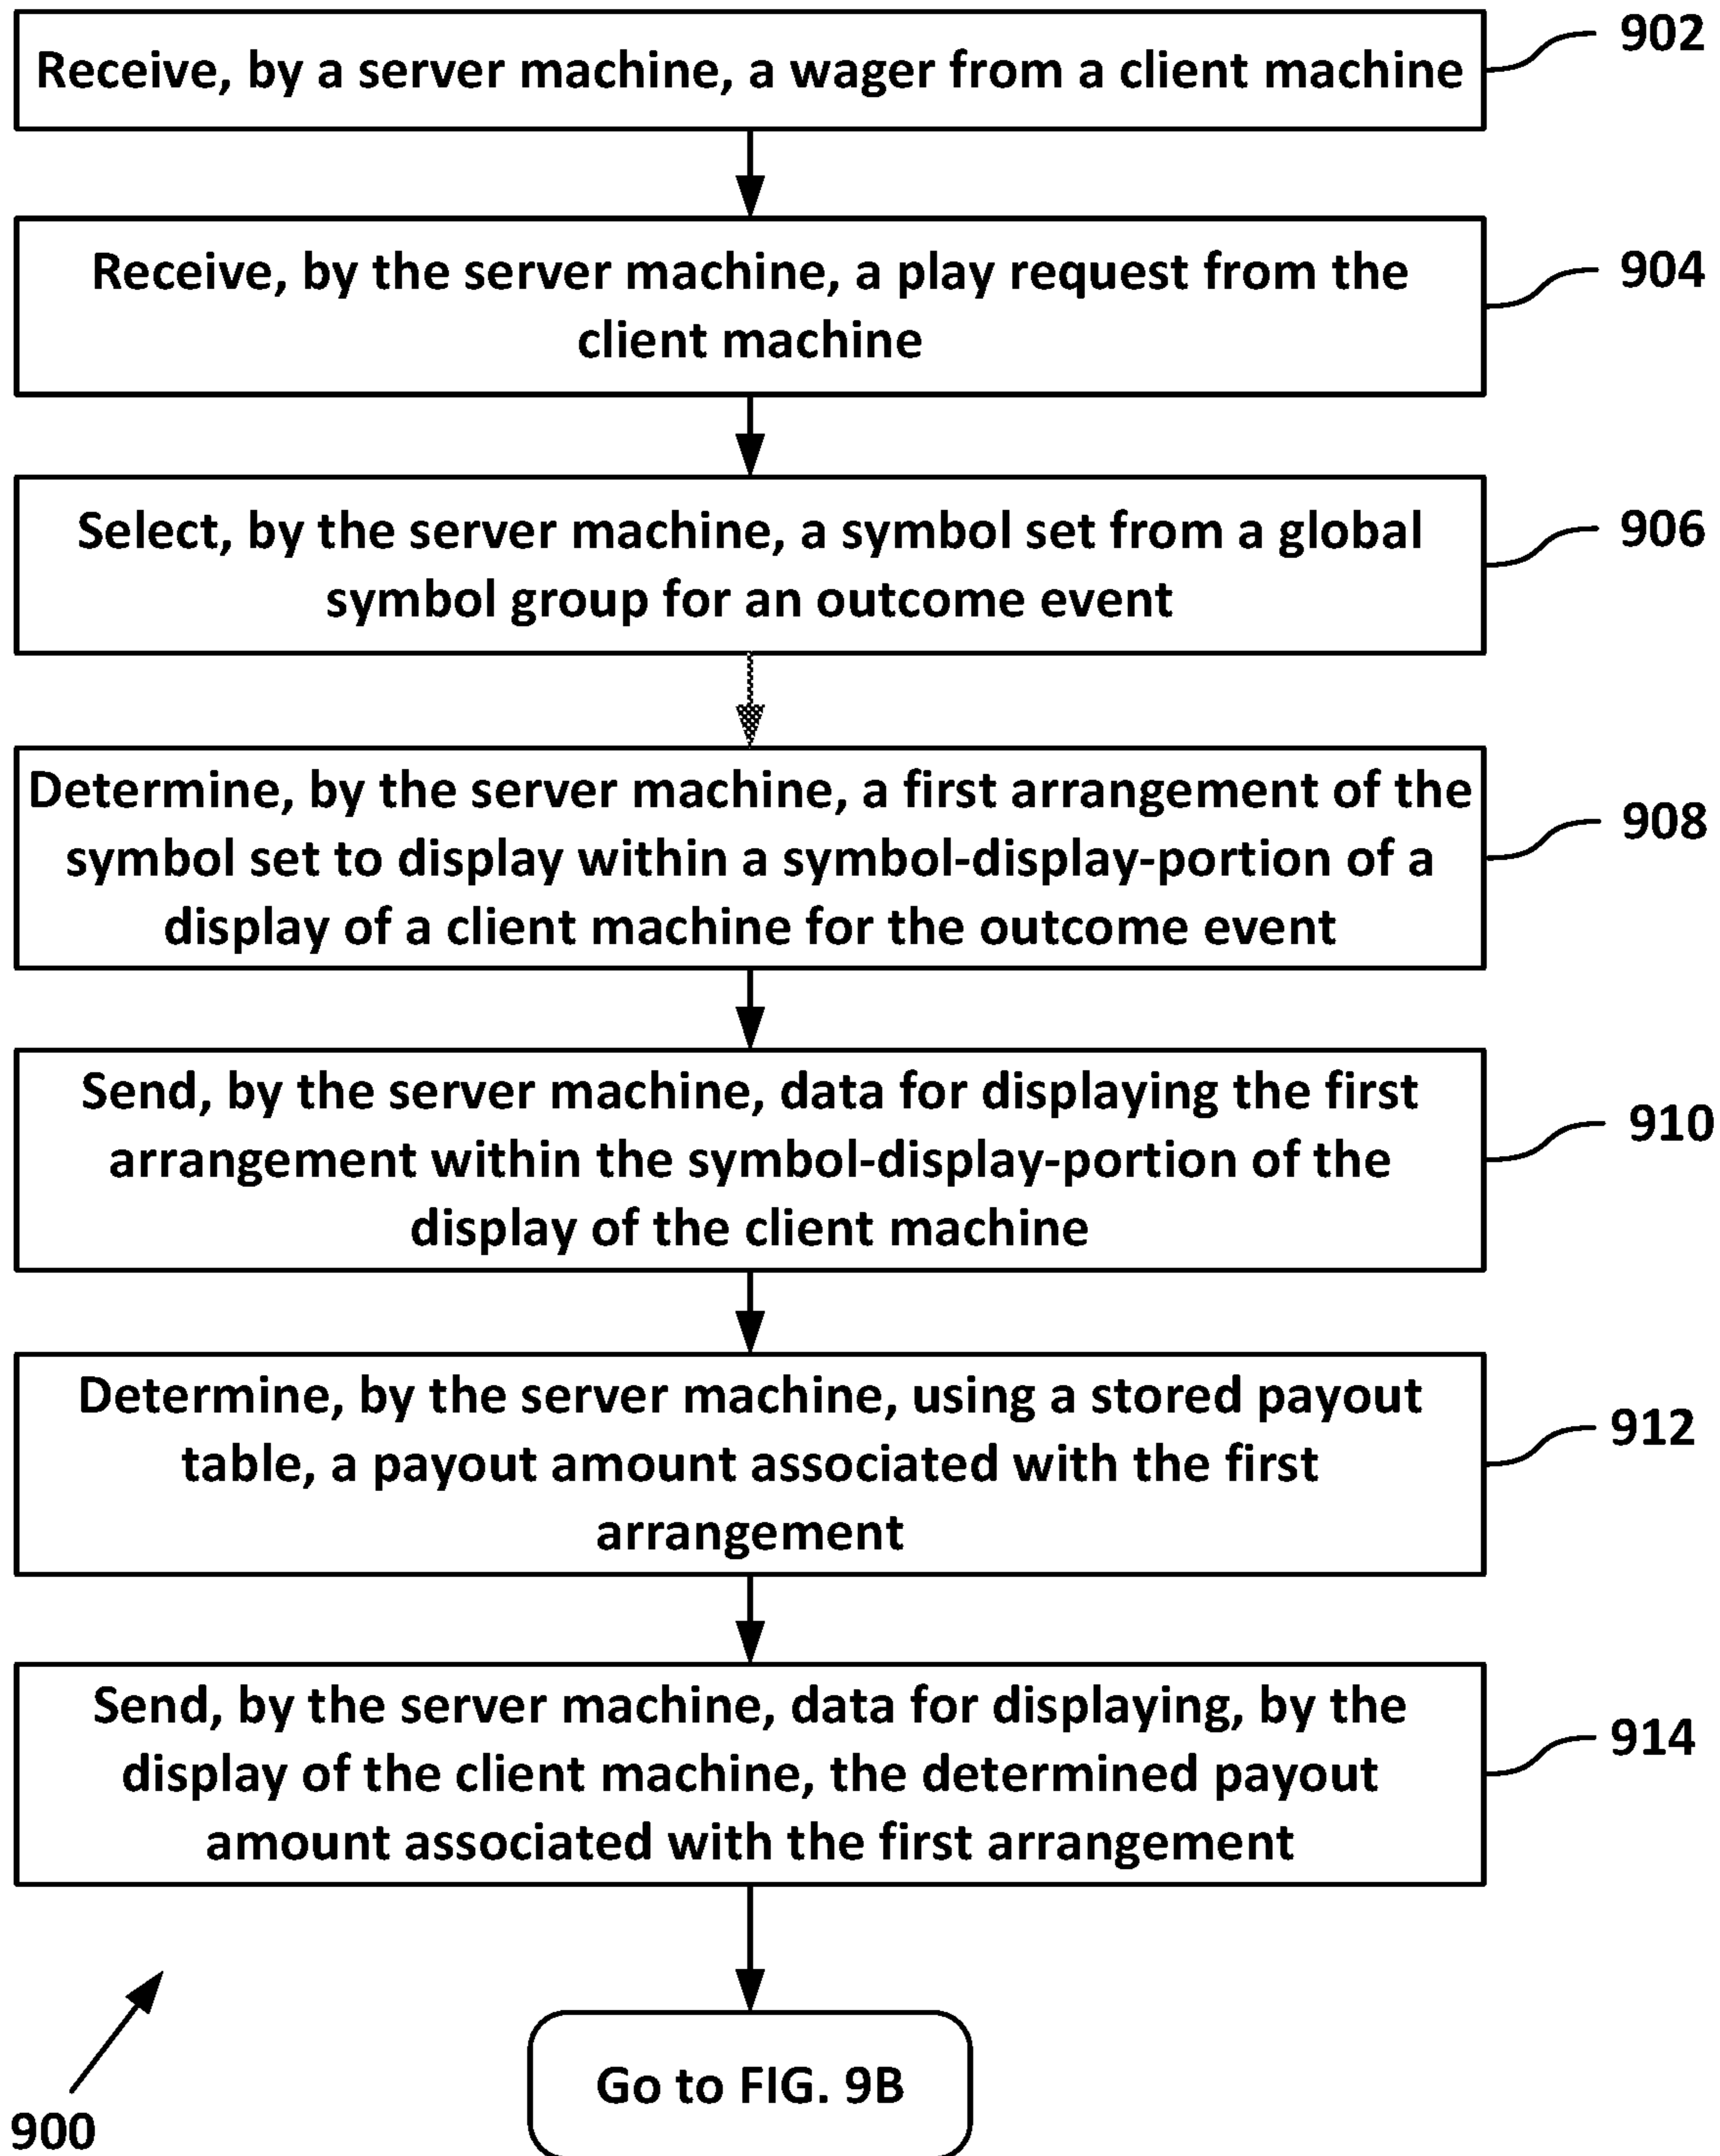 Receive, by a server machine, a wager from a client machine
902
Receive, by the server machine, a play request from the
client machine
904
Select, by the server machine, a symbol set from a global
symbol group for an outcome event
906
Determine, by the server machine, a first arrangement of the
symbol set to display within a symbol-display-portion of a
display of a client machine for the outcome event
908
Send, by the server machine, data for displaying the first
arrangement within the symbol-display-portion of the
display of the client machine
910
Determine, by the server machine, using a stored payout
table, a payout amount associated with the first
arrangement
912
Send, by the server machine, data for displaying, by the
display of the client machine, the determined payout
amount associated with the first arrangement
914
Go to FIG. 9B
900